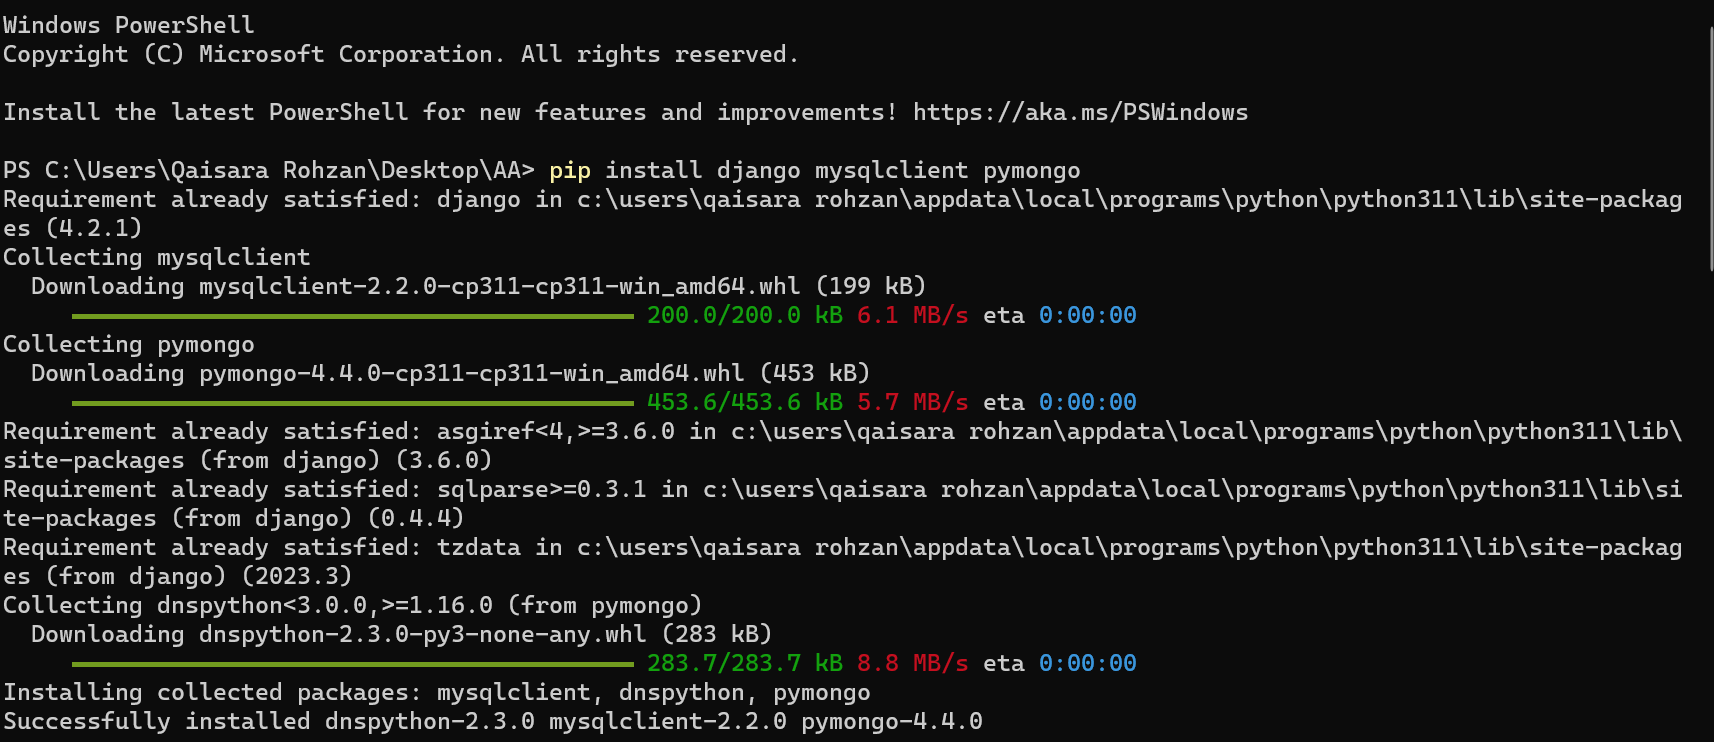 Windows PowerShell
Copyright (C) Microsoft Corporation. All rights reserved.
Install the latest PowerShell for new features and improvements! https://aka.ms/PSWindows
PS C:\Users\Qaisara Rohzan\Desktop\AA> pip install django mysqlclient pymongo
Requirement already satisfied: django in c:\users\qaisara rohzan\appdata\local\programs\python\python311\lib\site-packag
es (4.2.1)
Collecting mysqlclient
  Downloading mysqlclient-2.2.0-cp311-cp311-win_amd64.whl (199 kB)
200.0/200.0 kB 6.1 MB/s eta 0:00:00
Collecting pymongo
  Downloading pymongo-4.4.0-cp311-cp311-win_amd64.whl (453 kB)
453.6/453.6 kB 5.7 MB/s eta 0:00:00
Requirement already satisfied: asgiref<4,>=3.6.0 in c:\users\qaisara rohzan\appdata\local\programs\python\python311\lib\
site-packages (from django) (3.6.0)
Requirement already satisfied: sqlparse>=0.3.1 in c:\users\qaisara rohzan\appdata\local\programs\python\python311\lib\si
te-packages (from django) (0.4.4)
Requirement already satisfied: tzdata in c:\users\qaisara rohzan\appdata\local\programs\python\python311\lib\site-packag
es (from django) (2023.3)
Collecting dnspython<3.0.0,>=1.16.0 (from pymongo)
  Downloading dnspython-2.3.0-py3-none-any.whl (283 kB)
283.7/283.7 kB 8.8 MB/s eta 0:00:00
Installing collected packages: mysqlclient, dnspython, pymongo
Successfully installed dnspython-2.3.0 mysqlclient-2.2.0 pymongo-4.4.0